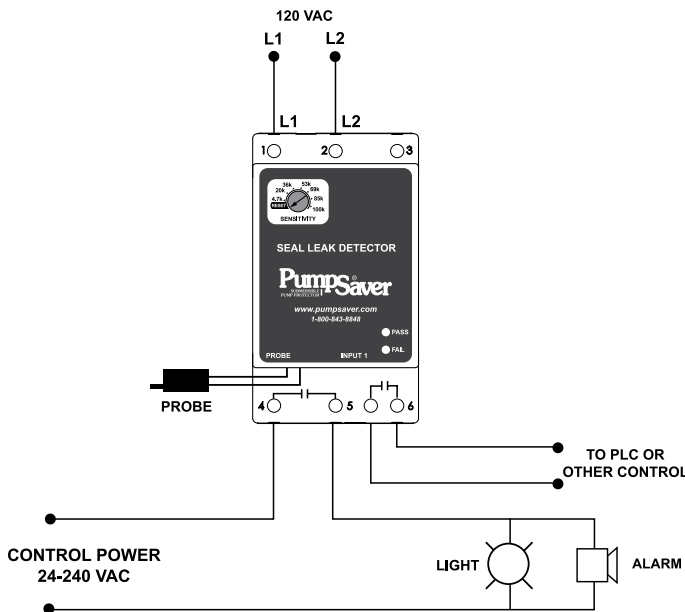 120 VAC
L1 L2
L1 L2
1 2 3
36k 53k
20k 69k
4.7k 85k
RESET 100k
SENSITIVITY
SEAL LEAK DETECTOR
PumpSaver®
SUBMERSIBLE
PUMP PROTECTOR
www.pumpsaver.com
1-800-843-8848
PASS
FAIL
PROBE INPUT 1
PROBE
4 5 6
TO PLC OR
OTHER CONTROL
CONTROL POWER
24-240 VAC
LIGHT
ALARM